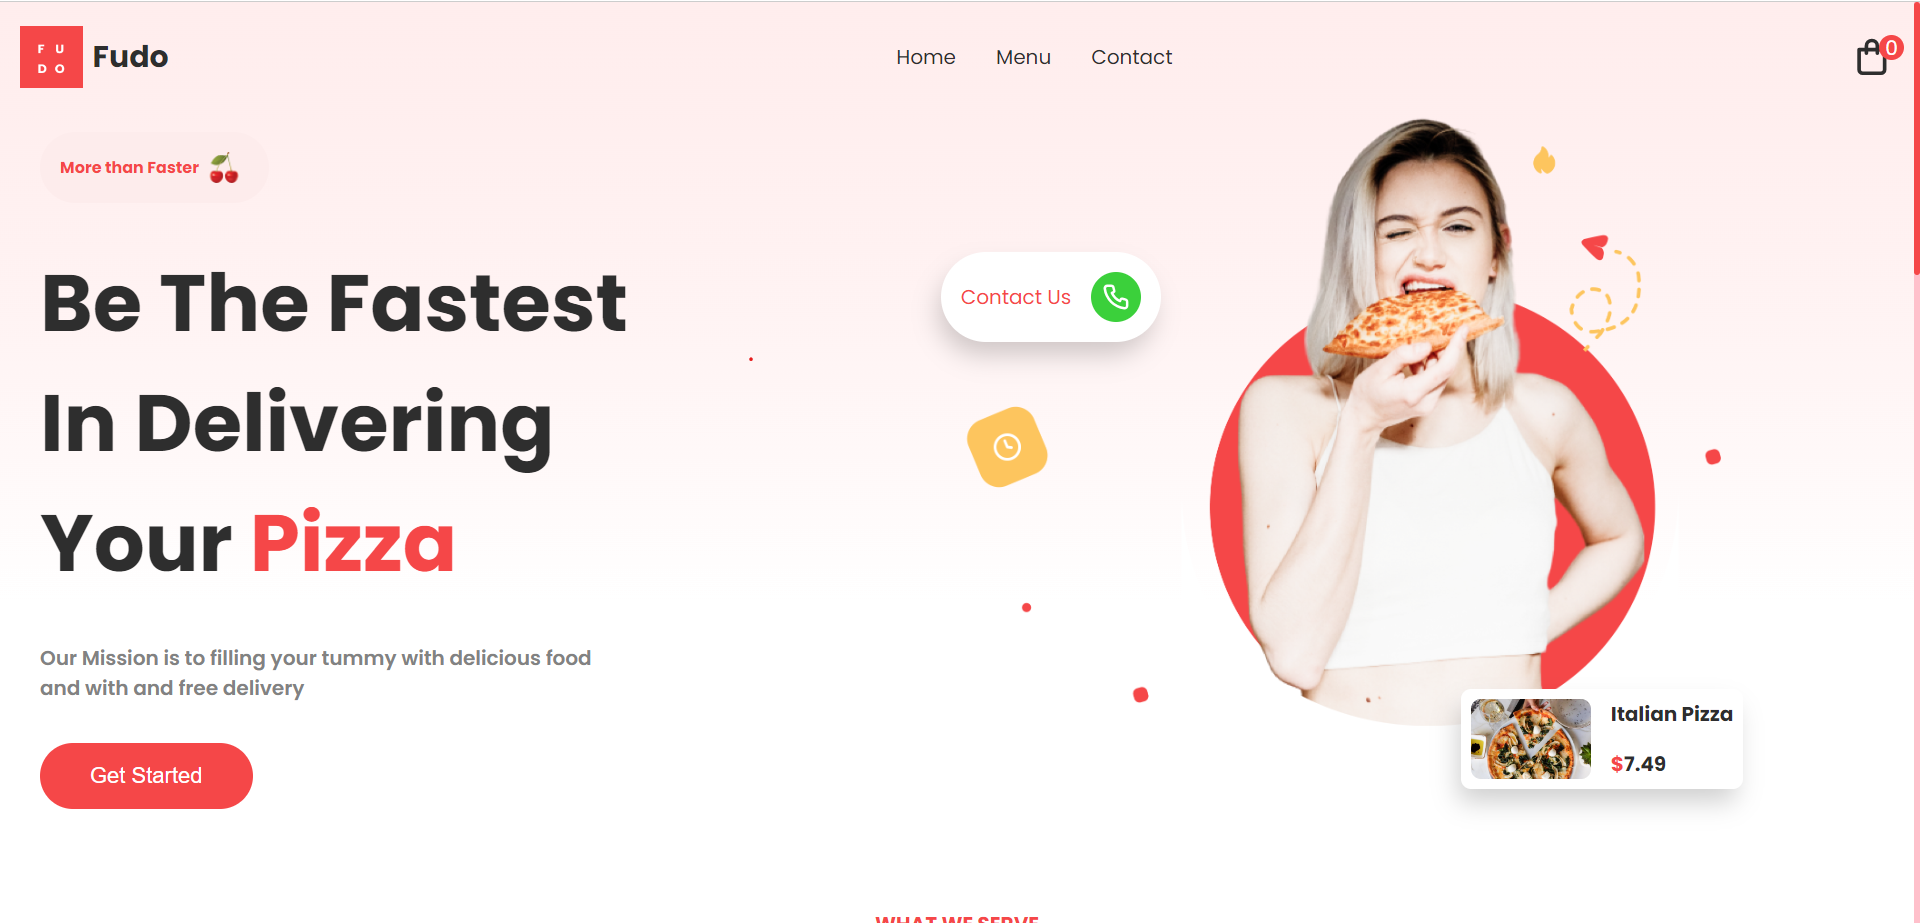 F U
D O
Fudo
Home
Menu
Contact
0
More than Faster
Be The Fastest
In Delivering
Your Pizza
Contact Us
Our Mission is to filling your tummy with delicious food
and with and free delivery
Get Started
Italian Pizza
$7.49
WHAT WE SERVE